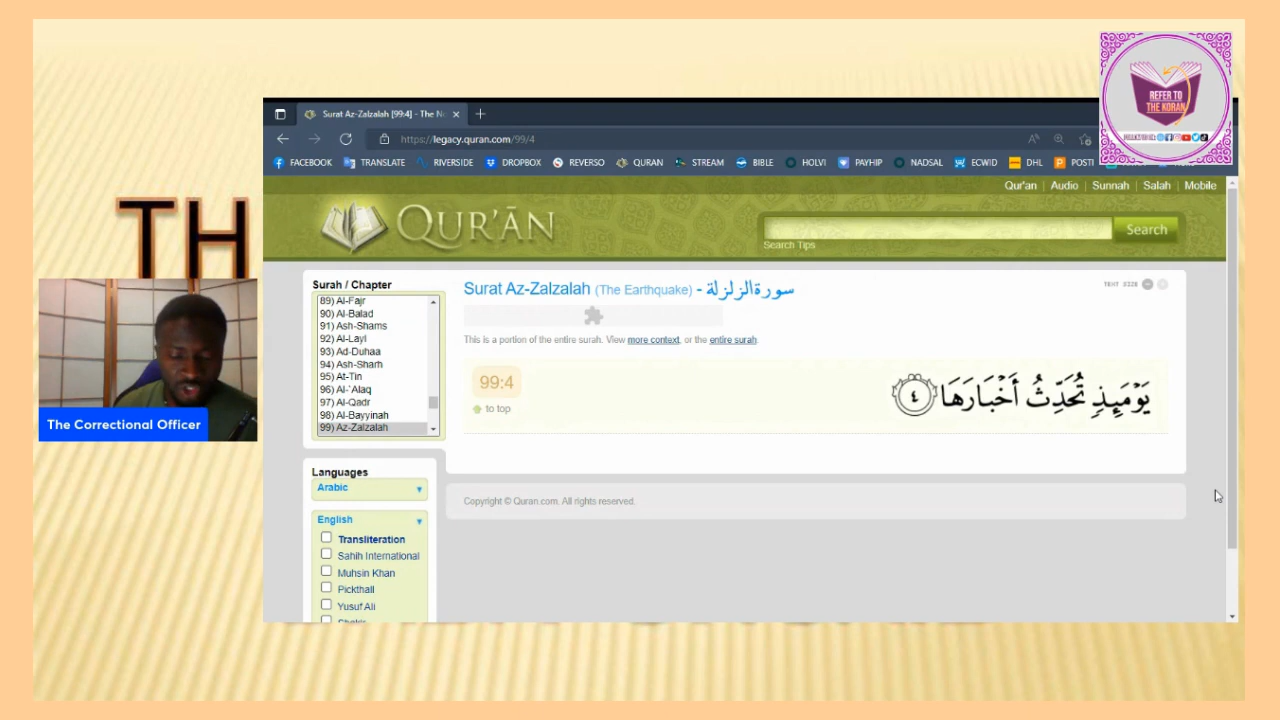 REFER TO
THE KORAN
TH
The Correctional Officer
Surat Az-Zalzalah [99:4] - The N
https://legacy.quran.com/99/4
FACEBOOK TRANSLATE RIVERSIDE DROPBOX REVERSO QURAN STREAM BIBLE HOLVI PAYHIP NADSAL ECWID DHL POSTI
Qur'an | Audio | Sunnah | Salah | Mobile
QUR'ĀN
Search
Search Tips
Surah / Chapter
89) Al-Fajr
90) Al-Balad
91) Ash-Shams
92) Al-Layl
93) Ad-Duhaa
94) Ash-Sharh
95) At-Tin
96) Al-`Alaq
97) Al-Qadr
98) Al-Bayyinah
99) Az-Zalzalah
Languages
Arabic
English
Transliteration
Sahih International
Muhsin Khan
Pickthall
Yusuf Ali
Surat Az-Zalzalah (The Earthquake) - سورة الزلزلة
TEXT SIZE
This is a portion of the entire surah. View more context, or the entire surah.
99:4
to top
يَوْمَئِذٍ تُحَدِّثُ أَخْبَارَهَا ٤
Copyright © Quran.com. All rights reserved.